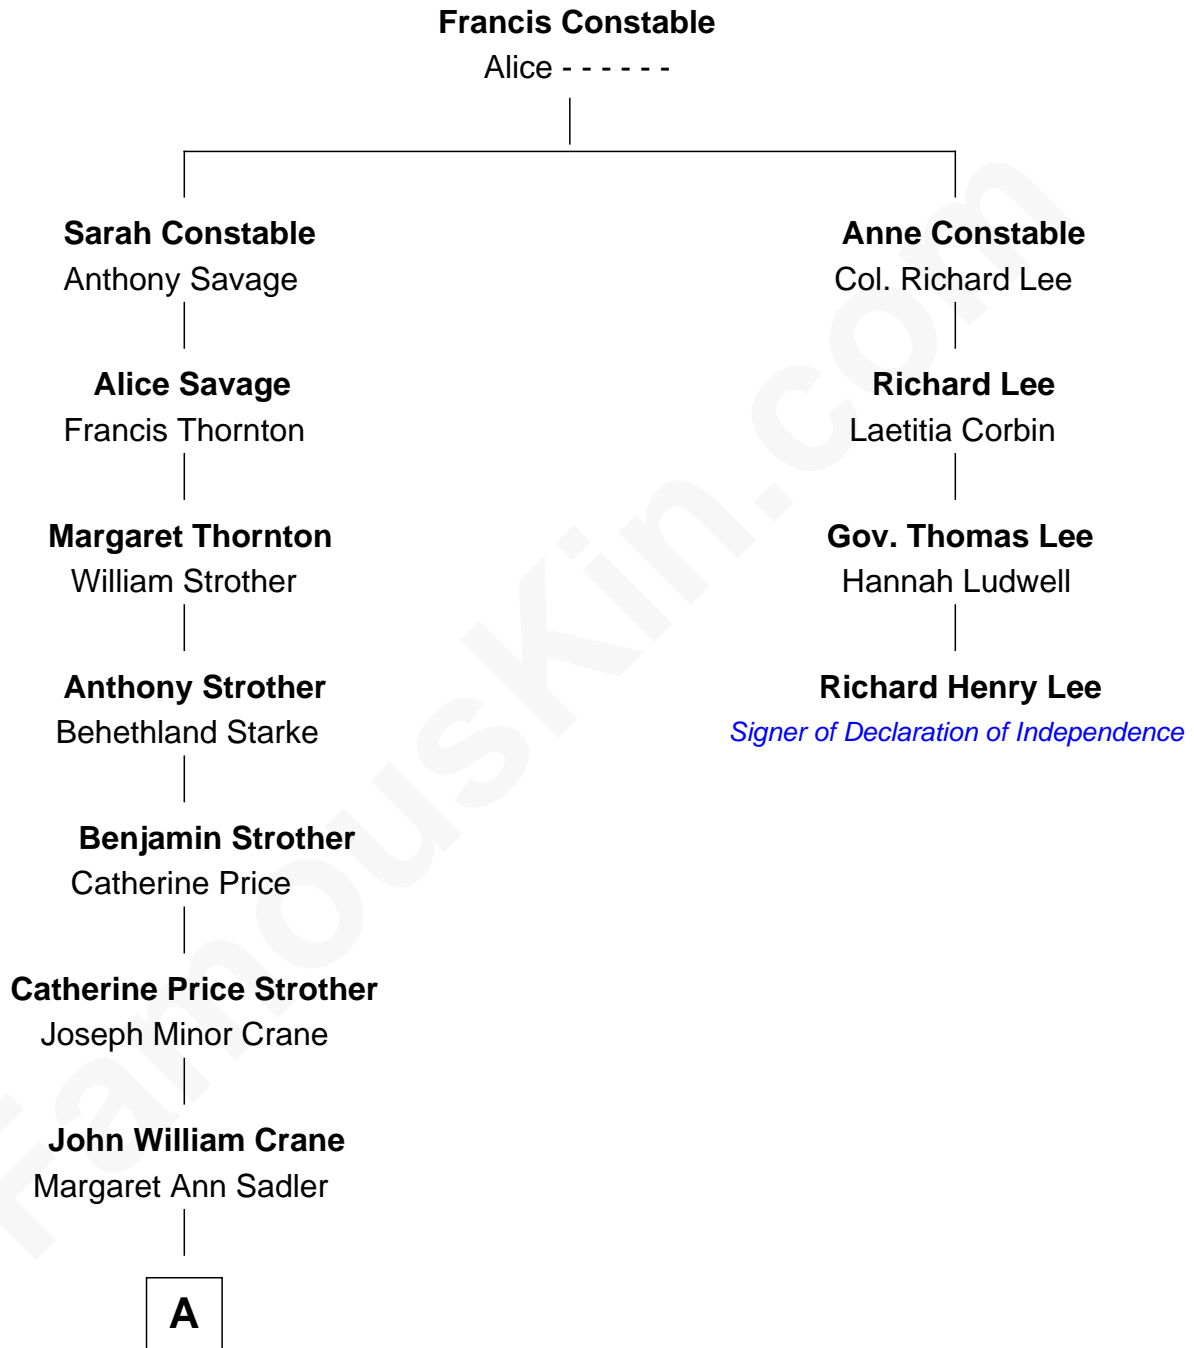 Francis Constable
Alice - - - - - -
Sarah Constable
Anthony Savage
Anne Constable
Col. Richard Lee
Alice Savage
Francis Thornton
Richard Lee
Laetitia Corbin
Margaret Thornton
William Strother
Gov. Thomas Lee
Hannah Ludwell
Anthony Strother
Behethland Starke
Richard Henry Lee
Signer of Declaration of Independence
Benjamin Strother
Catherine Price
Catherine Price Strother
Joseph Minor Crane
John William Crane
Margaret Ann Sadler
A
FamousKin.com